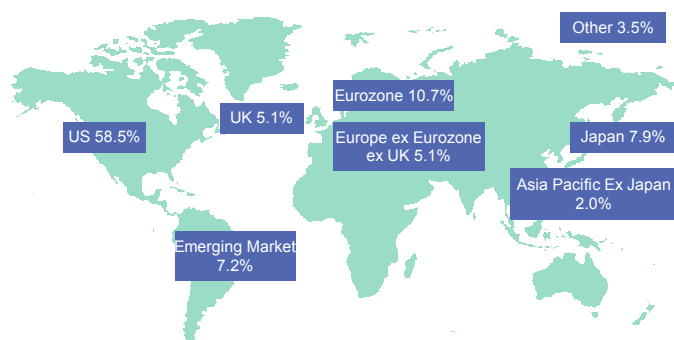 Other 3.5%
Eurozone 10.7%
UK 5.1%
US 58.5%
Europe ex Eurozone
ex UK 5.1%
Japan 7.9%
Asia Pacific Ex Japan
2.0%
Emerging Market
7.2%